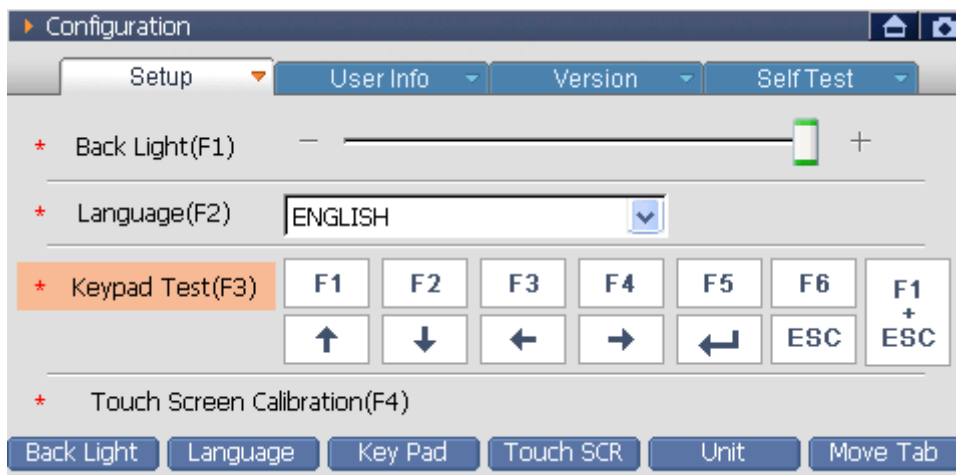 Configuration
Setup User Info Version Self Test
* Back Light(F1) − +
* Language(F2) ENGLISH
* Keypad Test(F3) F1 F2 F3 F4 F5 F6 F1 + ESC
↑ ↓ ← → ↵ ESC
* Touch Screen Calibration(F4)
Back Light Language Key Pad Touch SCR Unit Move Tab